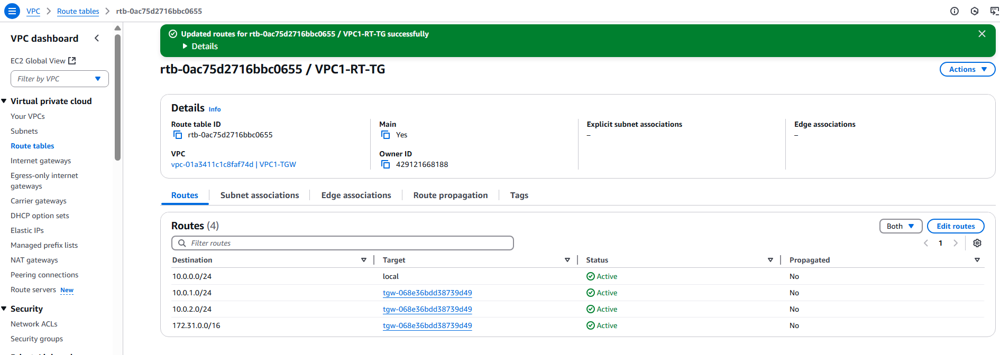 VPC > Route tables > rtb-0ac75d2716bbc0655
VPC dashboard
EC2 Global View
Filter by VPC
Virtual private cloud
Your VPCs
Subnets
Route tables
Internet gateways
Egress-only internet
gateways
Carrier gateways
DHCP option sets
Elastic IPs
Managed prefix lists
NAT gateways
Peering connections
Route servers New
Security
Network ACLs
Security groups
Updated routes for rtb-0ac75d2716bbc0655 / VPC1-RT-TG successfully
Details
rtb-0ac75d2716bbc0655 / VPC1-RT-TG
Actions
Details Info
Route table ID
rtb-0ac75d2716bbc0655
Main
Yes
Explicit subnet associations
–
Edge associations
–
VPC
vpc-01a3411c1c8faf74d | VPC1-TGW
Owner ID
429121668188
Routes Subnet associations Edge associations Route propagation Tags
Routes (4)
Both
Edit routes
Filter routes
1
Destination Target Status Propagated
10.0.0.0/24 local Active No
10.0.1.0/24 tgw-068e36bdd38739d49 Active No
10.0.2.0/24 tgw-068e36bdd38739d49 Active No
172.31.0.0/16 tgw-068e36bdd38739d49 Active No